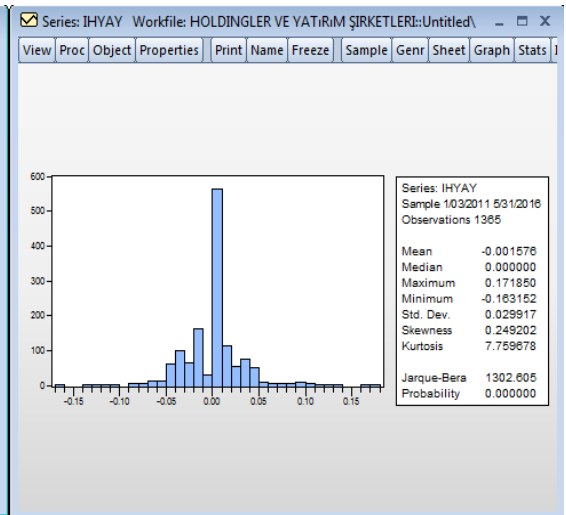 Series: IHYAY Workfile: HOLDINGLER VE YATıRıM ŞIRKETLERI::Untitled\
View Proc Object Properties Print Name Freeze Sample Genr Sheet Graph Stats
600
500
400
300
200
100
0
-0.15 -0.10 -0.05 0.00 0.05 0.10 0.15
Series: IHYAY
Sample 1/03/2011 5/31/2016
Observations 1365
Mean -0.001576
Median 0.000000
Maximum 0.171850
Minimum -0.163152
Std. Dev. 0.029917
Skewness 0.249202
Kurtosis 7.759678
Jarque-Bera 1302.605
Probability 0.000000